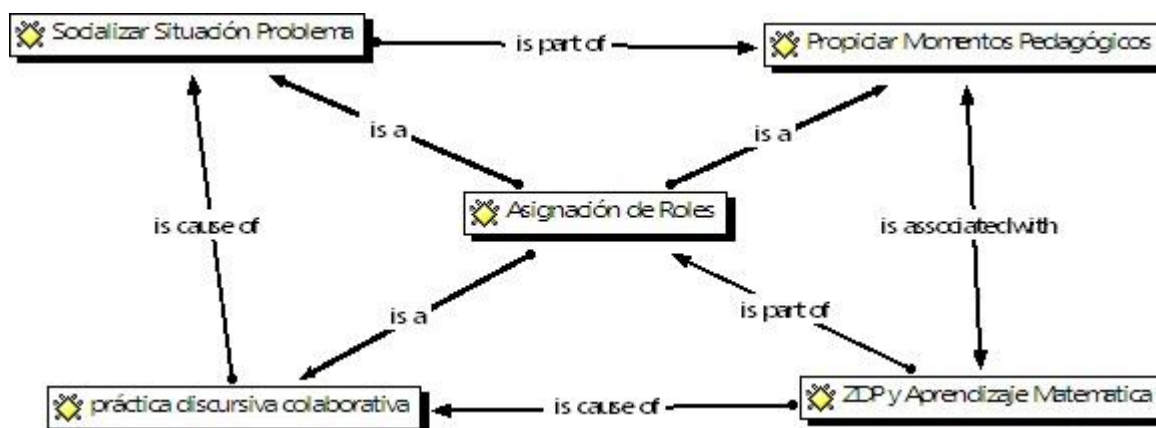 Socializar Situación Problema
is part of
Propiciar Momentos Pedagógicos
is a
is a
Asignación de Roles
is cause of
is associated with
is a
is part of
práctica discursiva colaborativa
is cause of
ZDP y Aprendizaje Matematica